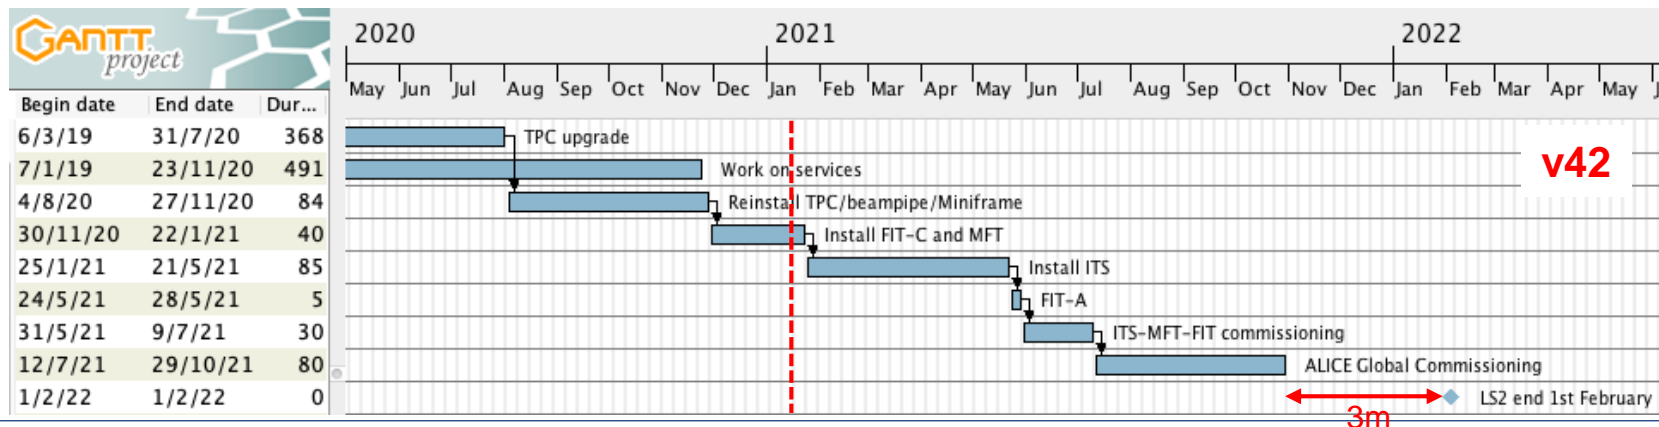 GANTT
project
2020 2021 2022
May Jun Jul Aug Sep Oct Nov Dec Jan Feb Mar Apr May Jun Jul Aug Sep Oct Nov Dec Jan Feb Mar Apr May
Begin date End date Dur...
6/3/19 31/7/20 368 TPC upgrade
v42
7/1/19 23/11/20 491 Work on services
4/8/20 27/11/20 84 Reinstall TPC/beampipe/Miniframe
30/11/20 22/1/21 40 Install FIT-C and MFT
25/1/21 21/5/21 85 Install ITS
24/5/21 28/5/21 5 FIT-A
31/5/21 9/7/21 30 ITS-MFT-FIT commissioning
12/7/21 29/10/21 80 ALICE Global Commissioning
1/2/22 1/2/22 0 LS2 end 1st February
3m